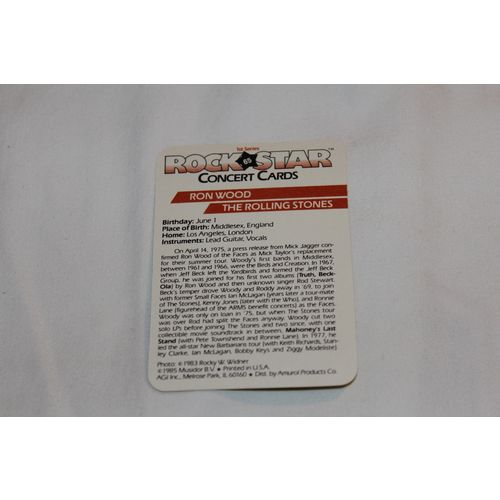 1st Series
ROCK 65 STAR™
CONCERT CARDS
RON WOOD
THE ROLLING STONES
Birthday: June 1
Place of Birth: Middlesex, England
Home: Los Angeles, London
Instruments: Lead Guitar, Vocals
On April 14, 1975, a press release from Mick Jagger con-
firmed Ron Wood of the Faces as Mick Taylor's replacement
for their summer tour. Woody's first bands in Middlesex,
between 1961 and 1966, were the Birds and Creation. In 1967,
when Jeff Beck left the Yardbirds and formed the Jeff Beck
Group, he was joined for two albums (Truth, Beck-
Ola) by Ron Wood and then unknown singer Rod Stewart.
Beck's temper drove Woody and Roddy away in '69, to join
with former Small Faces Ian McLagan (years later a tour-mate
of The Stones), Kenny Jones (later with the Who), and Ronnie
Lane (figurehead of the ARMS benefit concerts) as the Faces.
Woody was only on loan in '75, but when The Stones tour
was over Rod had split the Faces anyway. Woody cut two
solo LPs before joining The Stones and two since, with one
collectible movie soundtrack in between, Mahoney's Last
Stand (with Pete Townshend and Ronnie Lane). In 1977, he
led the all-star New Barbarians tour (with Keith Richards, Stan-
ley Clarke, Ian McLagan, Bobby Keys and Ziggy Modeliste).
Photo: ©1983 Rocky W. Widner
©1985 Musidor B.V. ★ Printed in U.S.A.
AGI Inc., Melrose Park, IL 60160 ★ Dist. by Amurol Products Co.